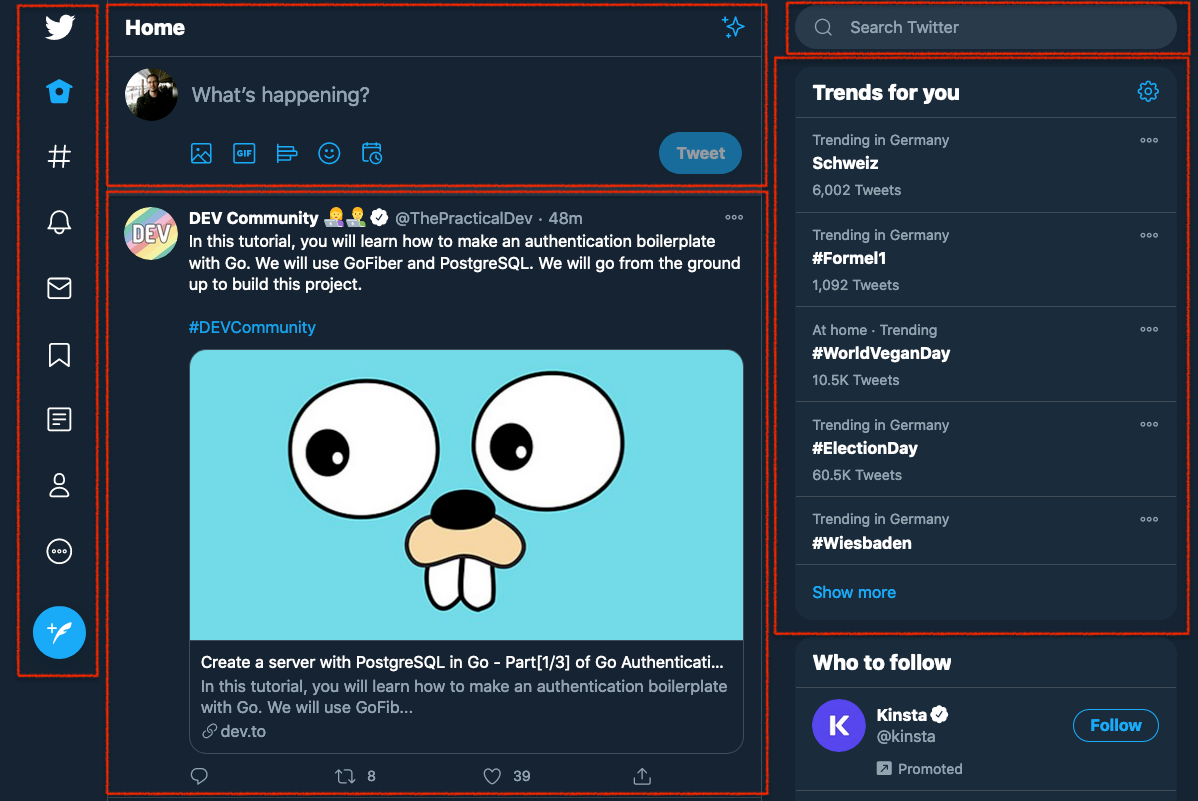 Home
What's happening?
GIF
Tweet
DEV
DEV Community @ThePracticalDev · 48m
In this tutorial, you will learn how to make an authentication boilerplate
with Go. We will use GoFiber and PostgreSQL. We will go from the ground
up to build this project.
#DEVCommunity
Create a server with PostgreSQL in Go - Part[1/3] of Go Authenticati...
In this tutorial, you will learn how to make an authentication boilerplate
with Go. We will use GoFib...
dev.to
8
39
Search Twitter
Trends for you
Trending in Germany
Schweiz
6,002 Tweets
Trending in Germany
#Formel1
1,092 Tweets
At home · Trending
#WorldVeganDay
10.5K Tweets
Trending in Germany
#ElectionDay
60.5K Tweets
Trending in Germany
#Wiesbaden
Show more
Who to follow
K
Kinsta
@kinsta
Follow
Promoted